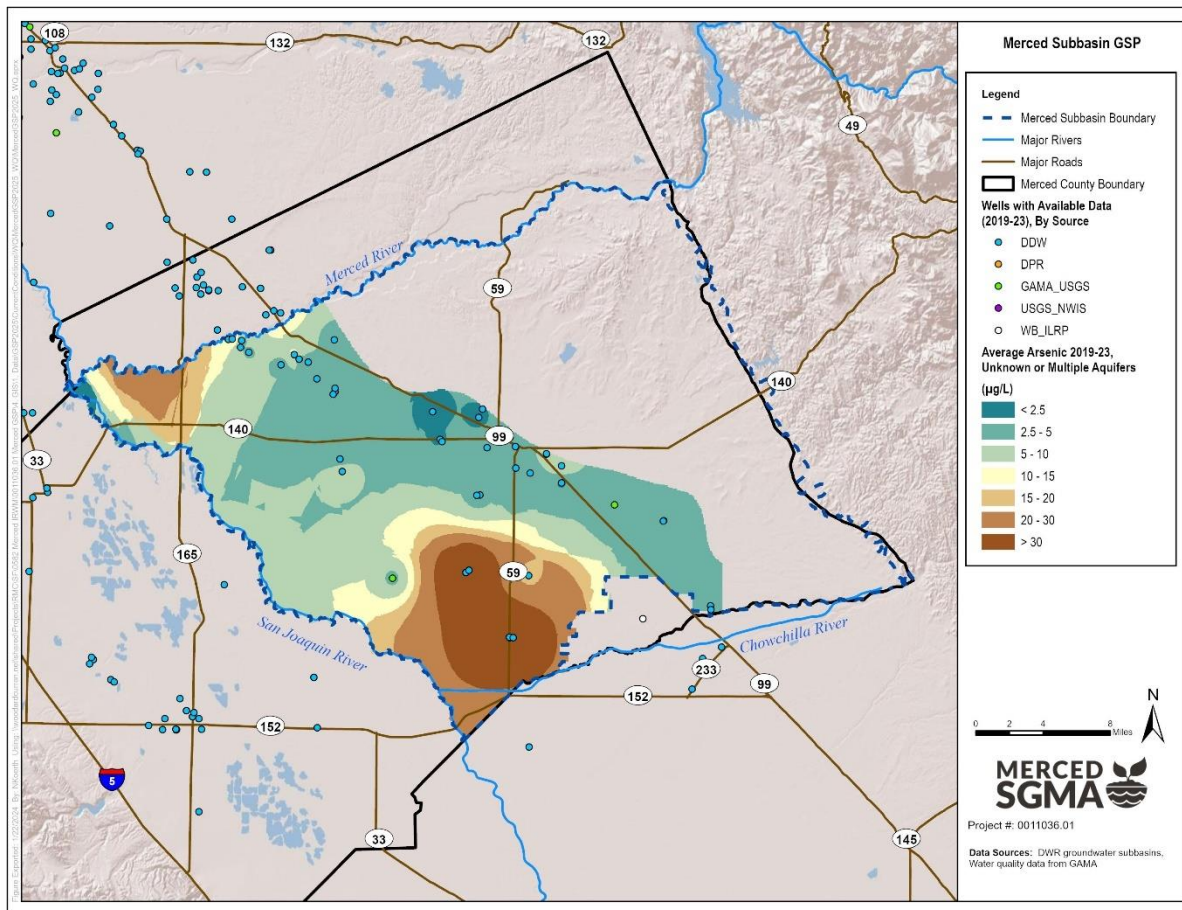 108
132
132
49
Merced River
59
140
140
99
33
165
59
San Joaquin River
Chowchilla River
233
152
99
152
5
33
145
Merced Subbasin GSP
Legend
Merced Subbasin Boundary
Major Rivers
Major Roads
Merced County Boundary
Wells with Available Data
(2019-23), By Source
DDW
DPR
GAMA_USGS
USGS_NWIS
WB_ILRP
Average Arsenic 2019-23,
Unknown or Multiple Aquifers
(µg/L)
< 2.5
2.5 - 5
5 - 10
10 - 15
15 - 20
20 - 30
> 30
N
0 2 4 8
Miles
MERCED
SGMA
Project #: 0011036.01
Data Sources: DWR groundwater subbasins,
Water quality data from GAMA